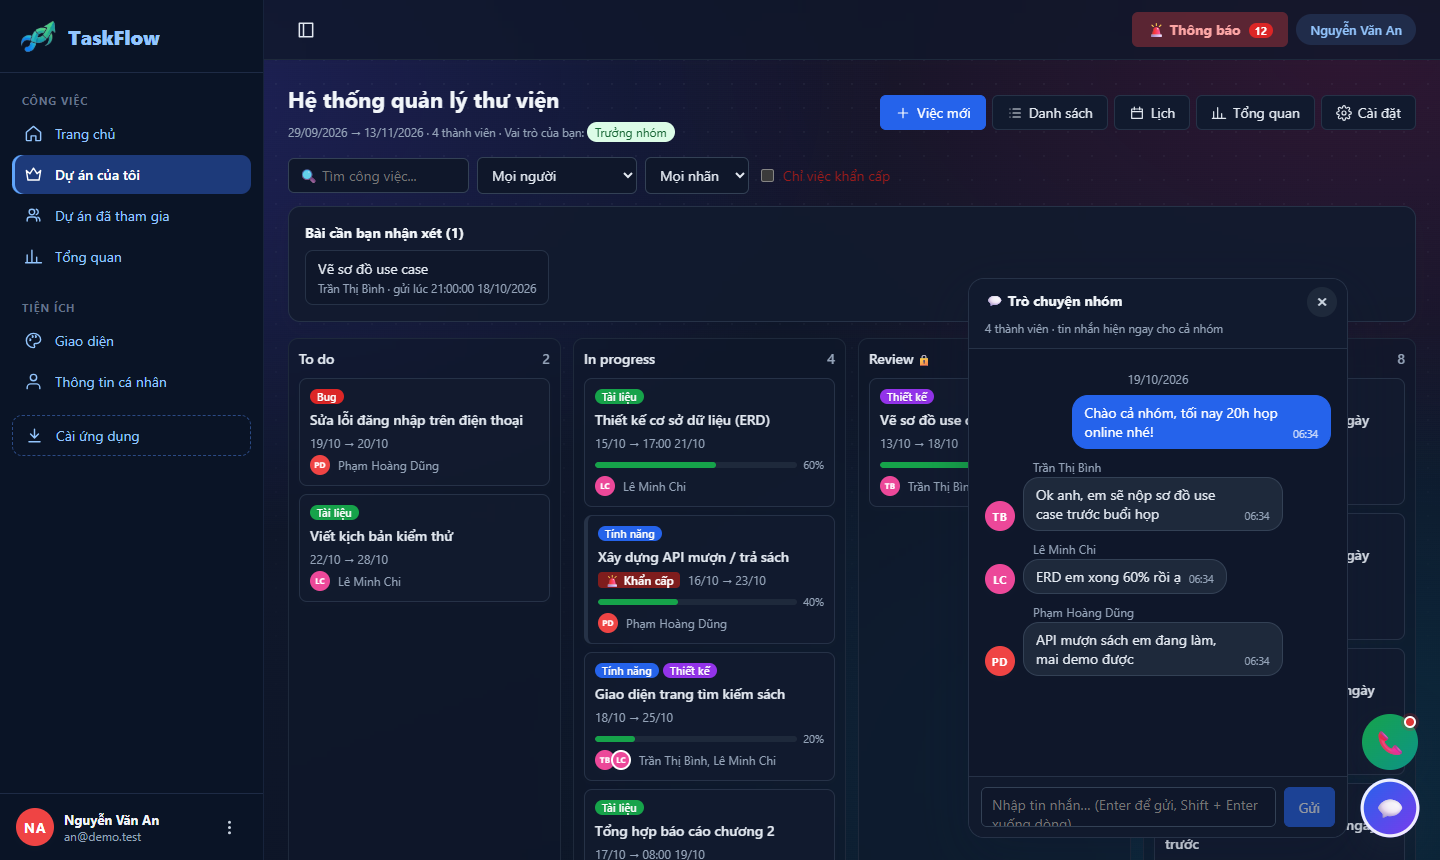 TaskFlow
CÔNG VIỆC
Trang chủ
Dự án của tôi
Dự án đã tham gia
Tổng quan
TIỆN ÍCH
Giao diện
Thông tin cá nhân
Cài ứng dụng
NA
Nguyễn Văn An
an@demo.test
Thông báo 12
Nguyễn Văn An
Hệ thống quản lý thư viện
29/09/2026 → 13/11/2026 · 4 thành viên · Vai trò của bạn: Trưởng nhóm
Việc mới
Danh sách
Lịch
Tổng quan
Cài đặt
Tìm công việc...
Mọi người
Mọi nhãn
Chỉ việc khẩn cấp
Bài cần bạn nhận xét (1)
Vẽ sơ đồ use case
Trần Thị Bình · gửi lúc 21:00:00 18/10/2026
To do 2
Bug
Sửa lỗi đăng nhập trên điện thoại
19/10 → 20/10
PD Phạm Hoàng Dũng
Tài liệu
Viết kịch bản kiểm thử
22/10 → 28/10
LC Lê Minh Chi
In progress 4
Tài liệu
Thiết kế cơ sở dữ liệu (ERD)
15/10 → 17:00 21/10
60%
LC Lê Minh Chi
Tính năng
Xây dựng API mượn / trả sách
Khẩn cấp 16/10 → 23/10
40%
PD Phạm Hoàng Dũng
Tính năng Thiết kế
Giao diện trang tìm kiếm sách
18/10 → 25/10
20%
TB LC Trần Thị Bình, Lê Minh Chi
Tài liệu
Tổng hợp báo cáo chương 2
17/10 → 08:00 19/10
Review
Thiết kế
Vẽ sơ đồ use
13/10 → 18/10
TB Trần Thị
8
gày
gày
ngày
trước
Trò chuyện nhóm
4 thành viên · tin nhắn hiện ngay cho cả nhóm
19/10/2026
Chào cả nhóm, tối nay 20h họp
online nhé! 06:34
Trần Thị Bình
TB
Ok anh, em sẽ nộp sơ đồ use
case trước buổi họp 06:34
Lê Minh Chi
LC
ERD em xong 60% rồi ạ 06:34
Phạm Hoàng Dũng
PD
API mượn sách em đang làm,
mai demo được 06:34
Nhập tin nhắn... (Enter để gửi, Shift + Enter
xuống dòng)
Gửi